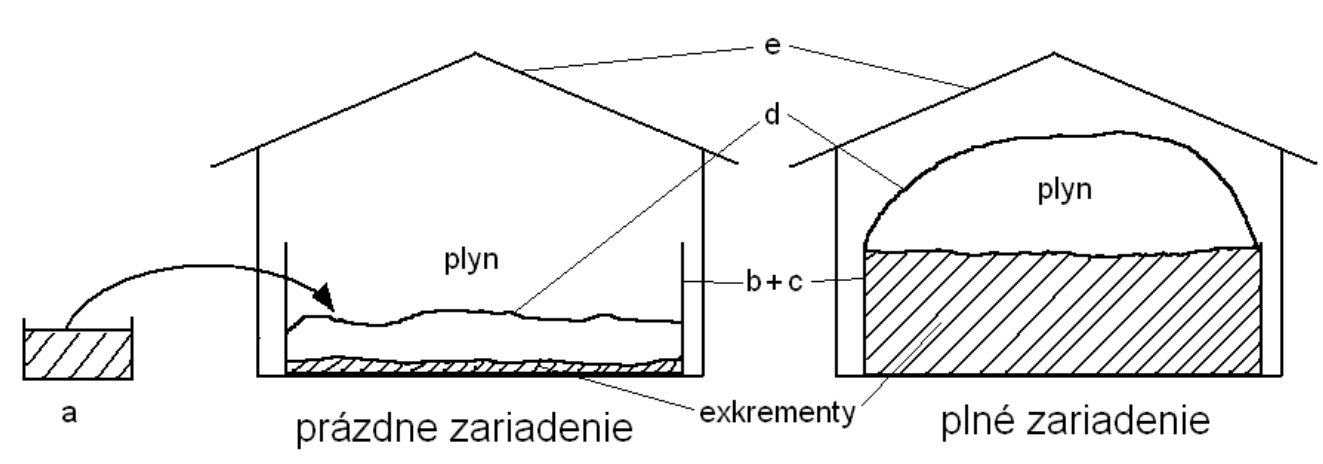 e
d
plyn
plyn
b+c
a
exkrementy
prázdne zariadenie
plné zariadenie